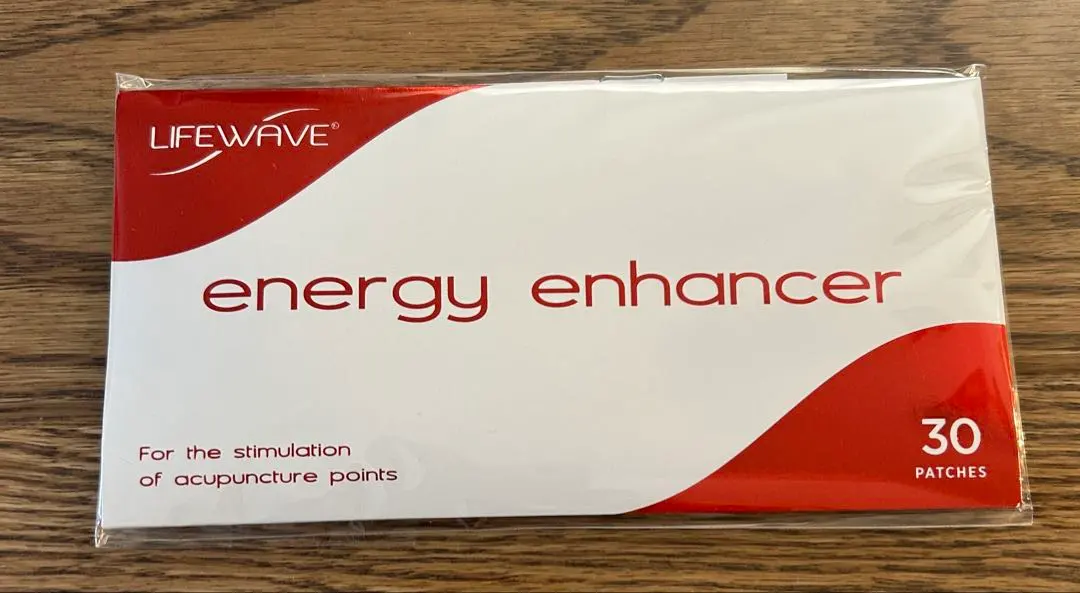 LIFEWAVE®
energy enhancer
For the stimulation
of acupuncture points
30
PATCHES